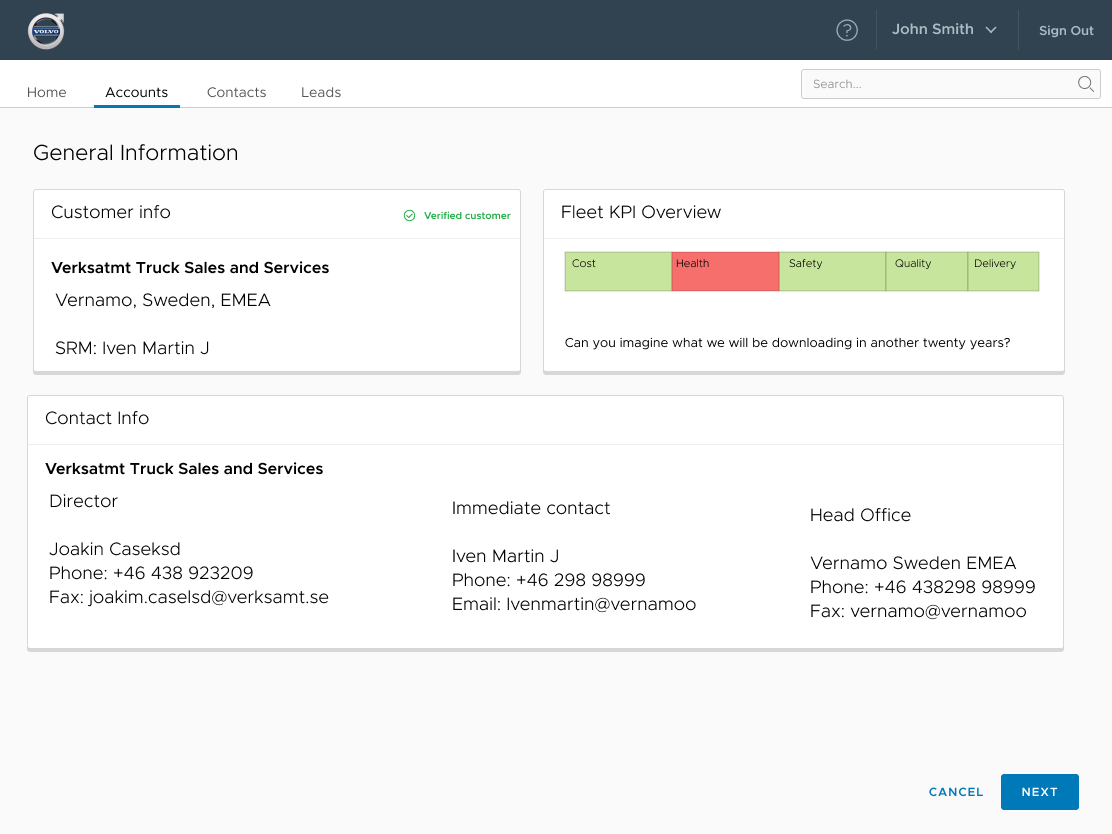 VOLVO
?
John Smith
Sign Out
Home
Accounts
Contacts
Leads
Search...
General Information
Customer info
Verified customer
Verksatmt Truck Sales and Services
Vernamo, Sweden, EMEA
SRM: Iven Martin J
Fleet KPI Overview
Cost
Health
Safety
Quality
Delivery
Can you imagine what we will be downloading in another twenty years?
Contact Info
Verksatmt Truck Sales and Services
Director
Joakin Caseksd
Phone: +46 438 923209
Fax: joakim.caselsd@verksamt.se
Immediate contact
Iven Martin J
Phone: +46 298 98999
Email: Ivenmartin@vernamoo
Head Office
Vernamo Sweden EMEA
Phone: +46 438298 98999
Fax: vernamo@vernamoo
CANCEL
NEXT